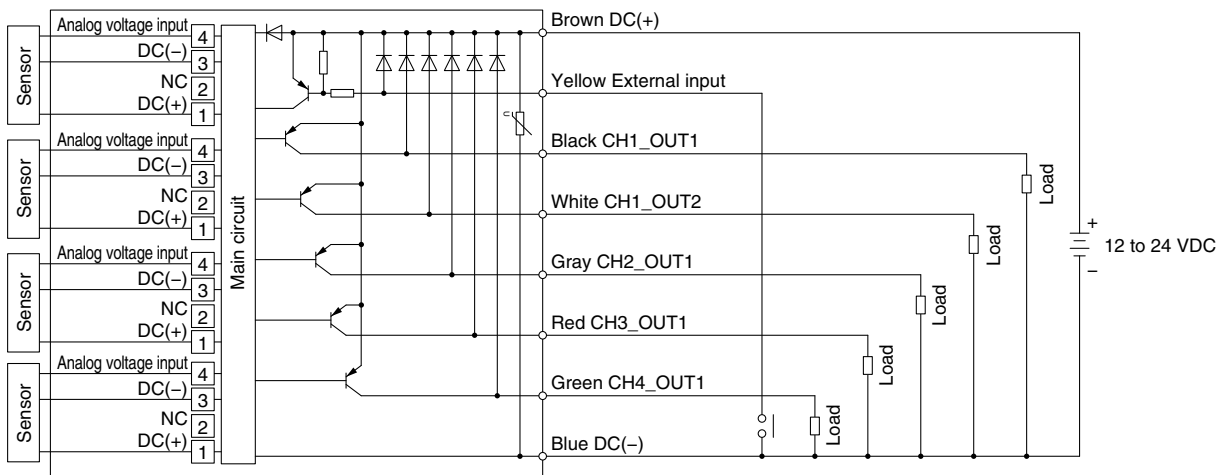 Sensor
Analog voltage input 4
DC(−) 3
NC 2
DC(+) 1
Sensor
Analog voltage input 4
DC(−) 3
NC 2
DC(+) 1
Sensor
Analog voltage input 4
DC(−) 3
NC 2
DC(+) 1
Sensor
Analog voltage input 4
DC(−) 3
NC 2
DC(+) 1
Main circuit
Brown DC(+)
Yellow External input
Black CH1_OUT1
White CH1_OUT2
Gray CH2_OUT1
Red CH3_OUT1
Green CH4_OUT1
Blue DC(−)
Load
Load
Load
Load
Load
+
12 to 24 VDC
−